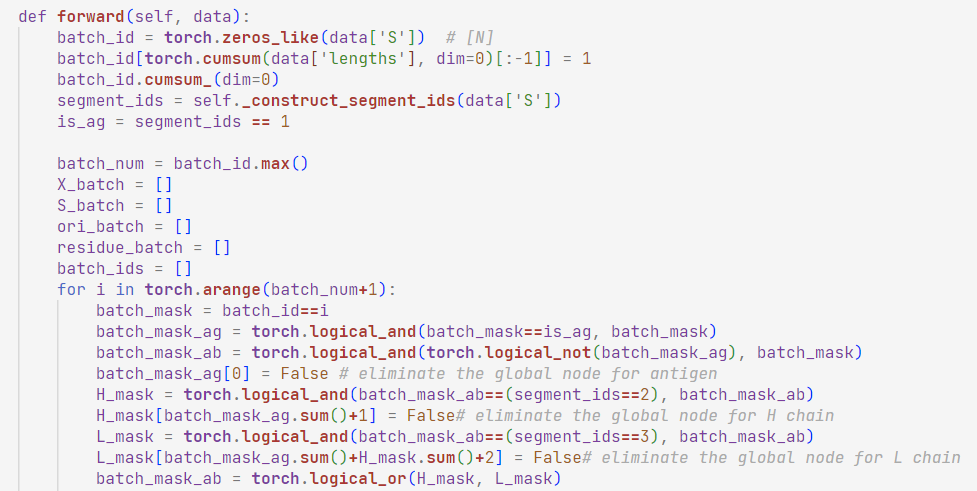 def forward(self, data):
    batch_id = torch.zeros_like(data['S'])  # [N]
    batch_id[torch.cumsum(data['lengths'], dim=0)[:-1]] = 1
    batch_id.cumsum_(dim=0)
    segment_ids = self._construct_segment_ids(data['S'])
    is_ag = segment_ids == 1

    batch_num = batch_id.max()
    X_batch = []
    S_batch = []
    ori_batch = []
    residue_batch = []
    batch_ids = []
    for i in torch.arange(batch_num+1):
        batch_mask = batch_id==i
        batch_mask_ag = torch.logical_and(batch_mask==is_ag, batch_mask)
        batch_mask_ab = torch.logical_and(torch.logical_not(batch_mask_ag), batch_mask)
        batch_mask_ag[0] = False # eliminate the global node for antigen
        H_mask = torch.logical_and(batch_mask_ab==(segment_ids==2), batch_mask_ab)
        H_mask[batch_mask_ag.sum()+1] = False# eliminate the global node for H chain
        L_mask = torch.logical_and(batch_mask_ab==(segment_ids==3), batch_mask_ab)
        L_mask[batch_mask_ag.sum()+H_mask.sum()+2] = False# eliminate the global node for L chain
        batch_mask_ab = torch.logical_or(H_mask, L_mask)